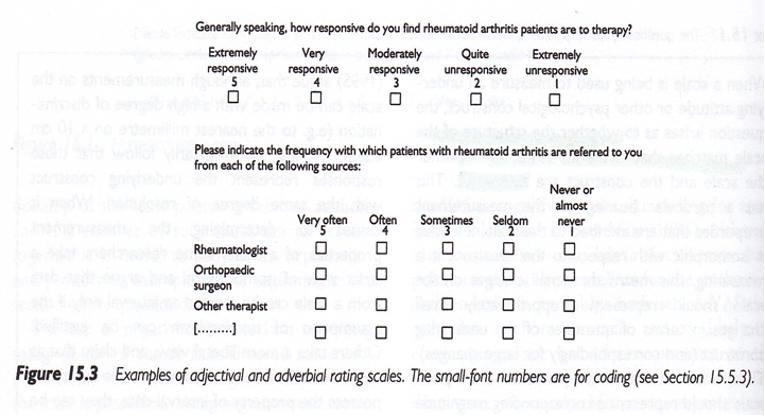 Generally speaking, how responsive do you find rheumatoid arthritis patients are to therapy?
Extremely Very Moderately Quite Extremely
responsive responsive responsive unresponsive unresponsive
5 4 3 2 1
Please indicate the frequency with which patients with rheumatoid arthritis are referred to you
from each of the following sources:
Never or
almost
Very often Often Sometimes Seldom never
4 3 2 1
Rheumatologist
Orthopaedic
surgeon
Other therapist
[.........]
Figure 15.3 Examples of adjectival and adverbial rating scales. The small-font numbers are for coding (see Section 15.5.3).